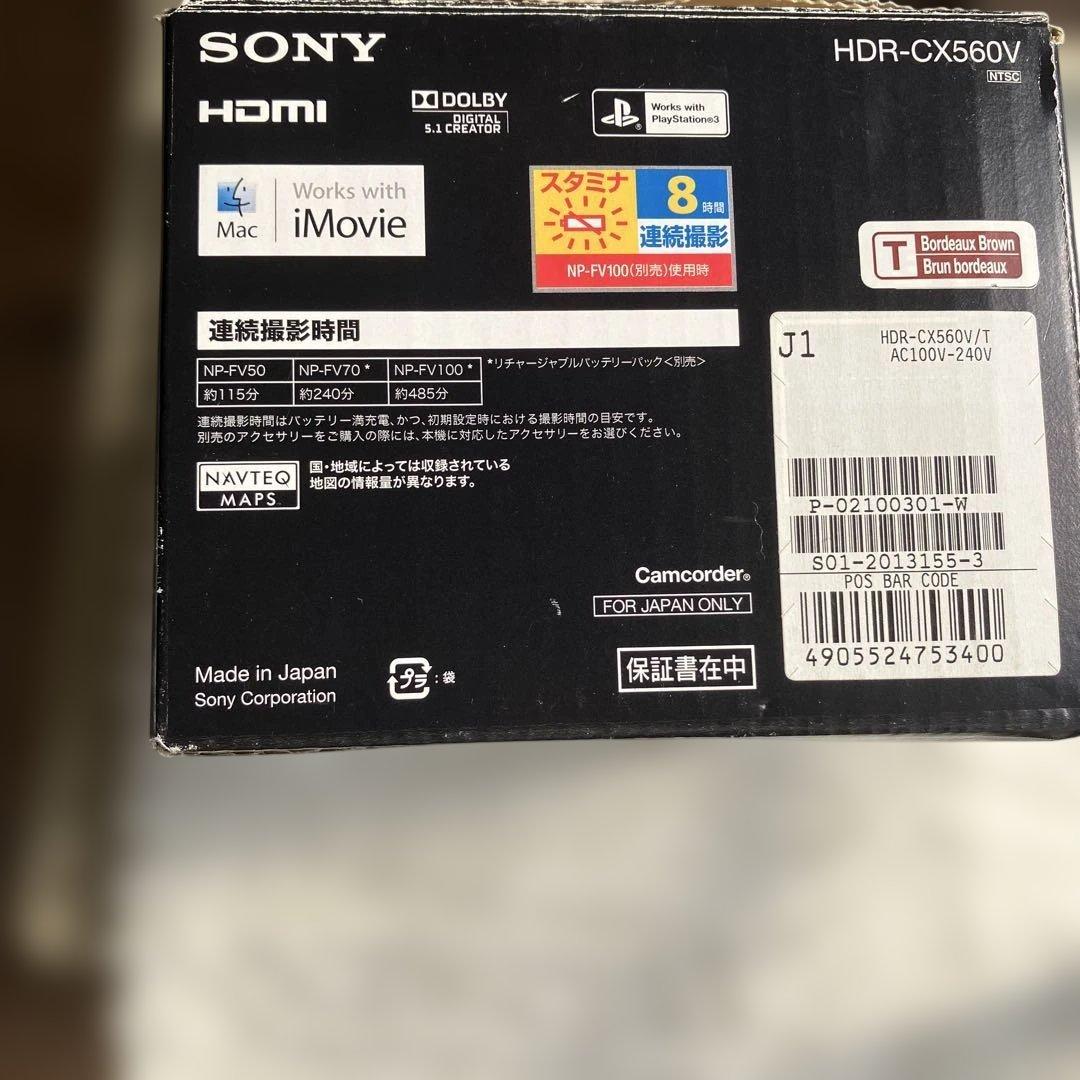 SONY
HDR-CX560V
NTSC
HDMI
DOLBY
DIGITAL
5.1 CREATOR
Works with
PlayStation®3
Mac
Works with
iMovie
スタミナ
8時間
連続撮影
NP-FV100(別売)使用時
T
Bordeaux Brown
Brun bordeaux
連続撮影時間
NP-FV50 NP-FV70 * NP-FV100 *
約115分 約240分 約485分
*リチャージャブルバッテリーパック<別売>
連続撮影時間はバッテリー満充電、かつ、初期設定時における撮影時間の目安です。
別売のアクセサリーをご購入の際には、本機に対応したアクセサリーをお選びください。
NAVTEQ
MAPS
国・地域によっては収録されている
地図の情報量が異なります。
J1
HDR-CX560V/T
AC100V-240V
P-02100301-W
S01-2013155-3
POS BAR CODE
4905524753400
Camcorder®
FOR JAPAN ONLY
保証書在中
Made in Japan
Sony Corporation
プラ:袋